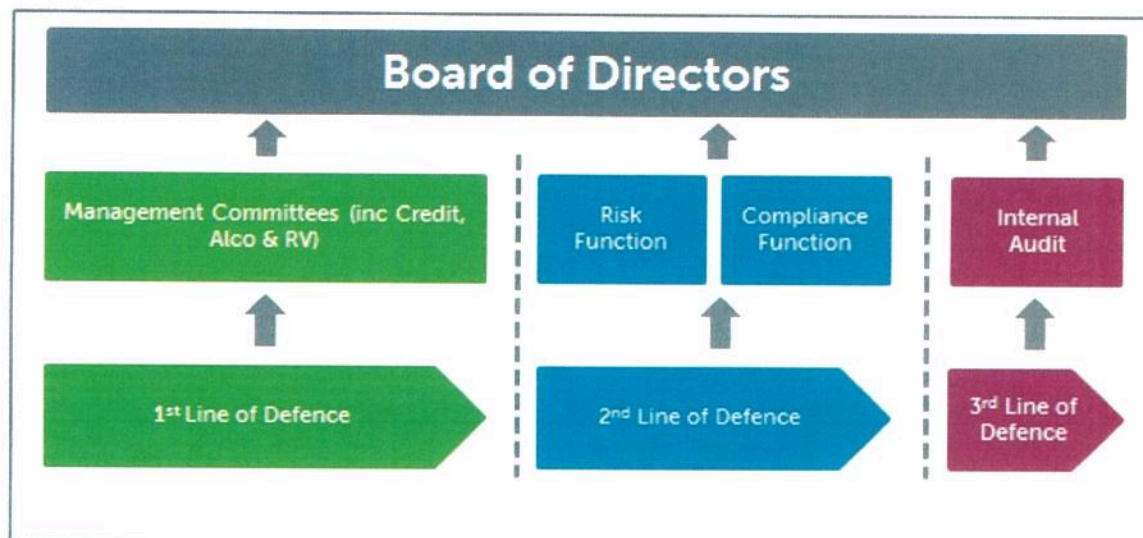 Board of Directors
Management Committees (inc Credit,
Alco & RV)
Risk
Function
Compliance
Function
Internal
Audit
1st Line of Defence
2nd Line of Defence
3rd Line of
Defence